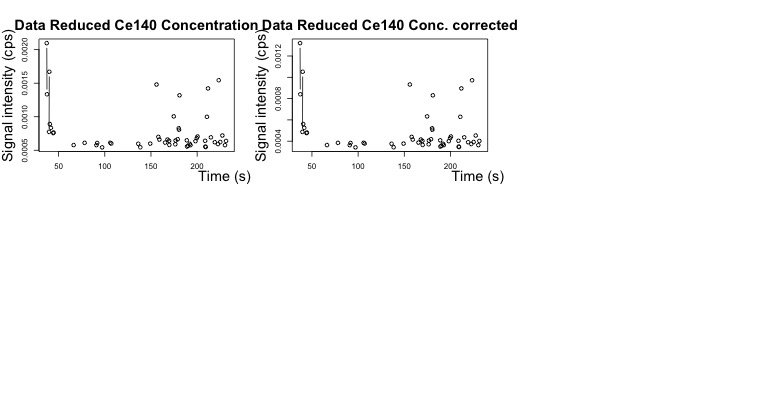 Data Reduced Ce140 Concentration
Signal intensity (cps)
0.0005 0.0010 0.0015 0.0020
50 100 150 200
Time (s)
Data Reduced Ce140 Conc. corrected
Signal intensity (cps)
0.0004 0.0008 0.0012
50 100 150 200
Time (s)